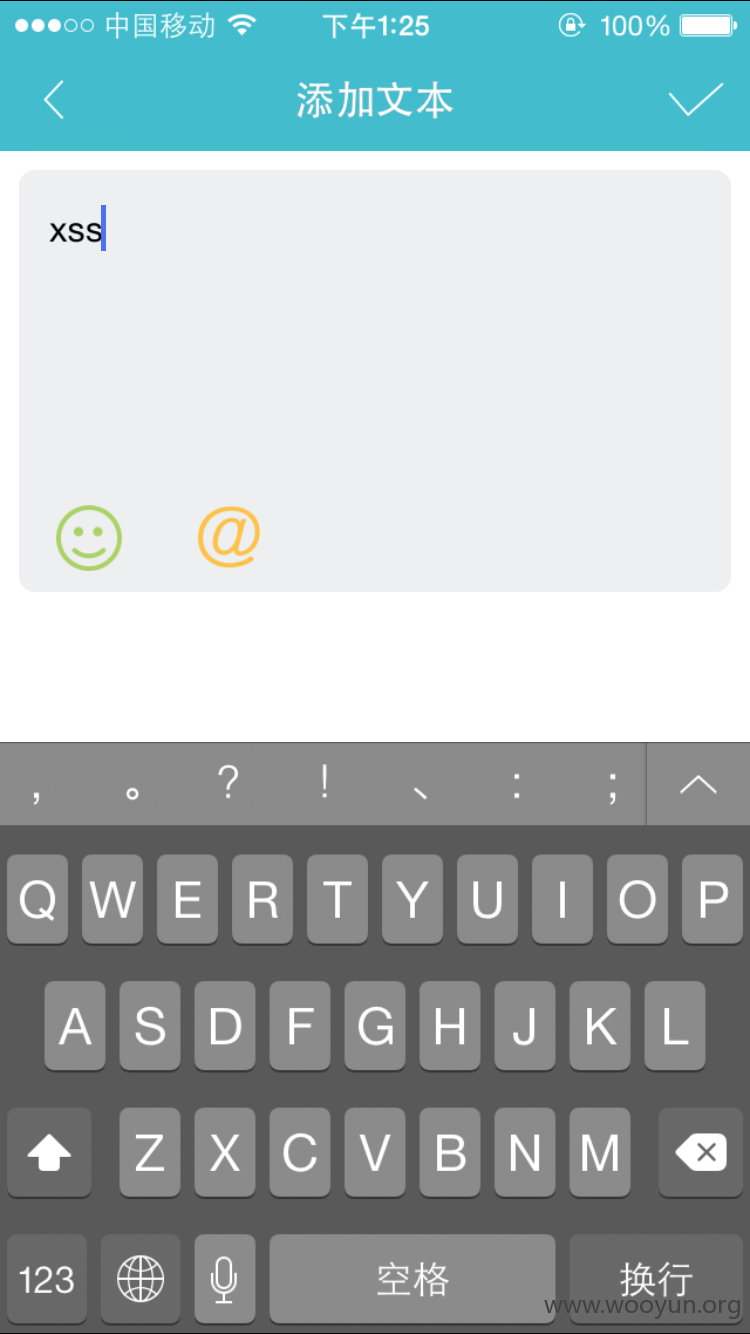 中国移动 下午1:25 100%
添加文本
xss
@
， 。 ？ ！ 、 ： ；
Q W E R T Y U I O P
A S D F G H J K L
Z X C V B N M
123 空格 换行
www.wooyun.org